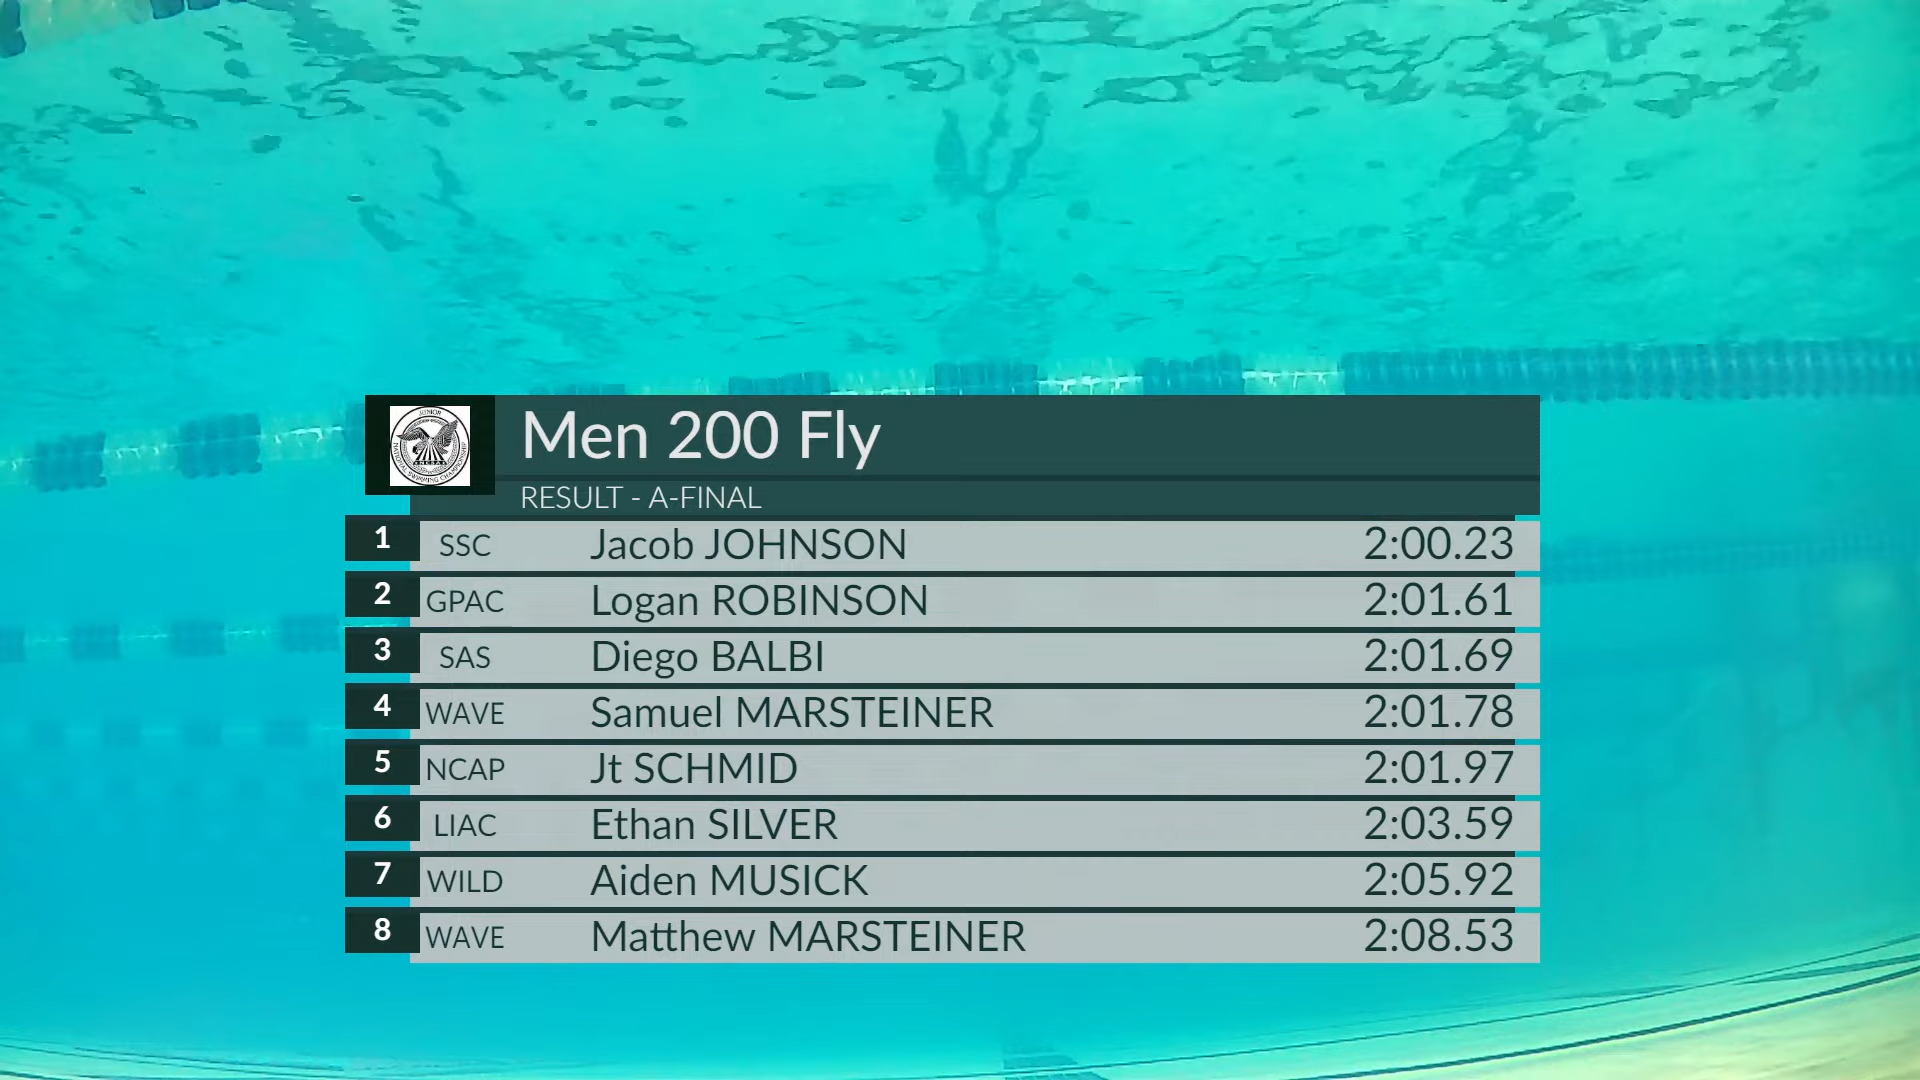 Men 200 Fly
RESULT - A-FINAL
1 SSC Jacob JOHNSON 2:00.23
2 GPAC Logan ROBINSON 2:01.61
3 SAS Diego BALBI 2:01.69
4 WAVE Samuel MARSTEINER 2:01.78
5 NCAP Jt SCHMID 2:01.97
6 LIAC Ethan SILVER 2:03.59
7 WILD Aiden MUSICK 2:05.92
8 WAVE Matthew MARSTEINER 2:08.53